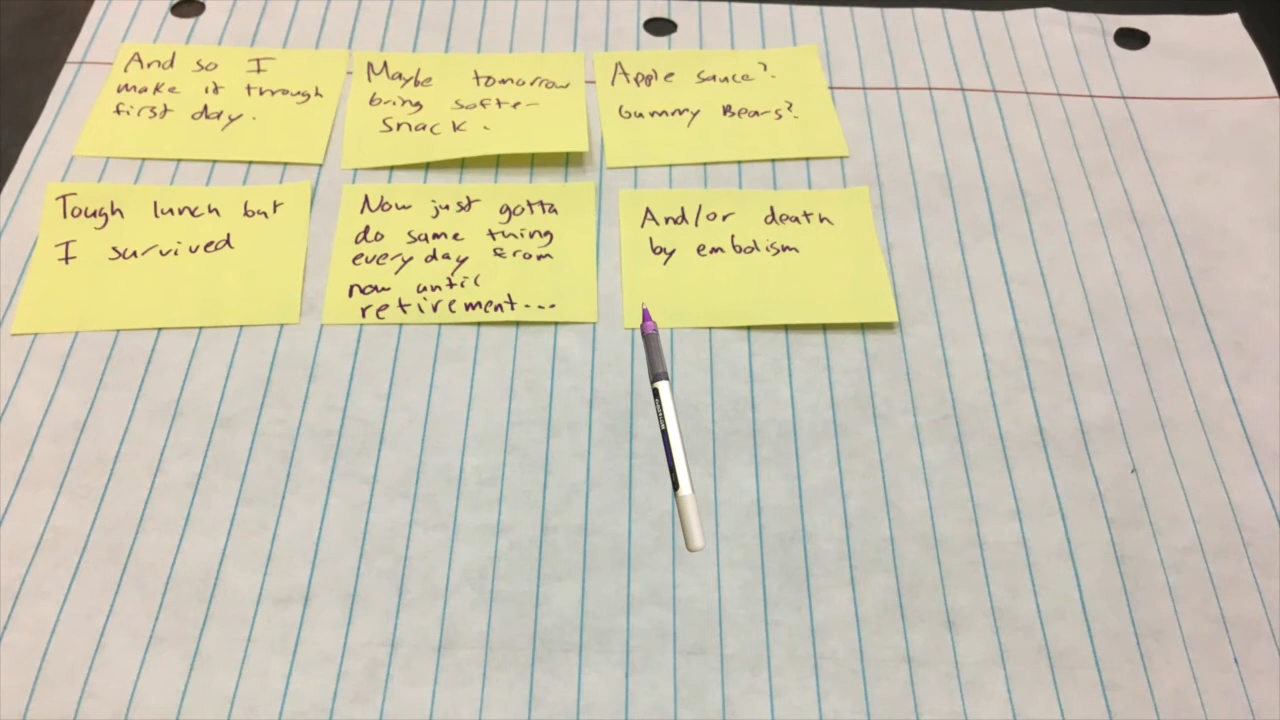 And so I
make it through
first day.
Maybe tomorrow
bring softe-
snack.
Apple sauce?
Gummy Bears?
Tough lunch but
I survived
Now just gotta
do same thing
every day from
now until
retirement...
And/or death
by embolism